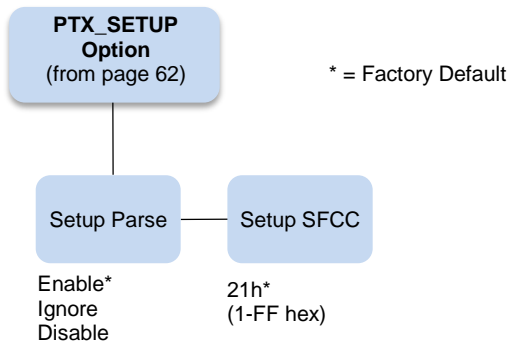 PTX_SETUP
Option
(from page 62)
* = Factory Default
Setup Parse
Setup SFCC
Enable*
Ignore
Disable
21h*
(1-FF hex)